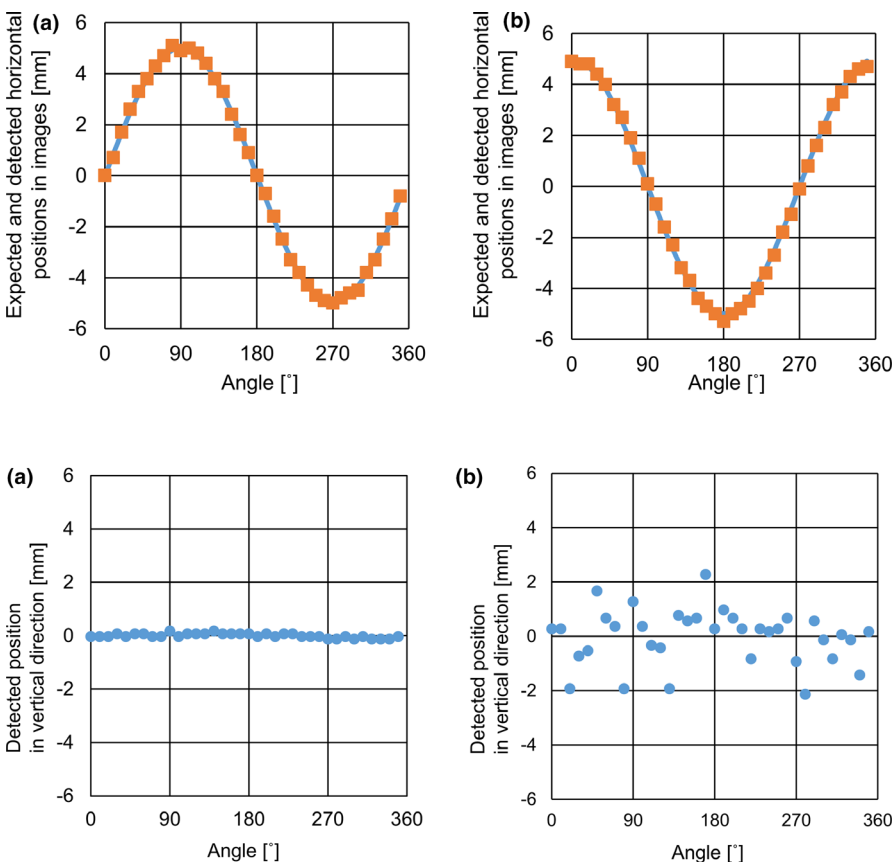 (a)
Expected and detected horizontal
positions in images [mm]
6
4
2
0
-2
-4
-6
0 90 180 270 360
Angle [°]
(b)
Expected and detected horizontal
positions in images [mm]
6
4
2
0
-2
-4
-6
0 90 180 270 360
Angle [°]
(a)
Detected position
in vertical direction [mm]
6
4
2
0
-2
-4
-6
0 90 180 270 360
Angle [°]
(b)
Detected position
in vertical direction [mm]
6
4
2
0
-2
-4
-6
0 90 180 270 360
Angle [°]